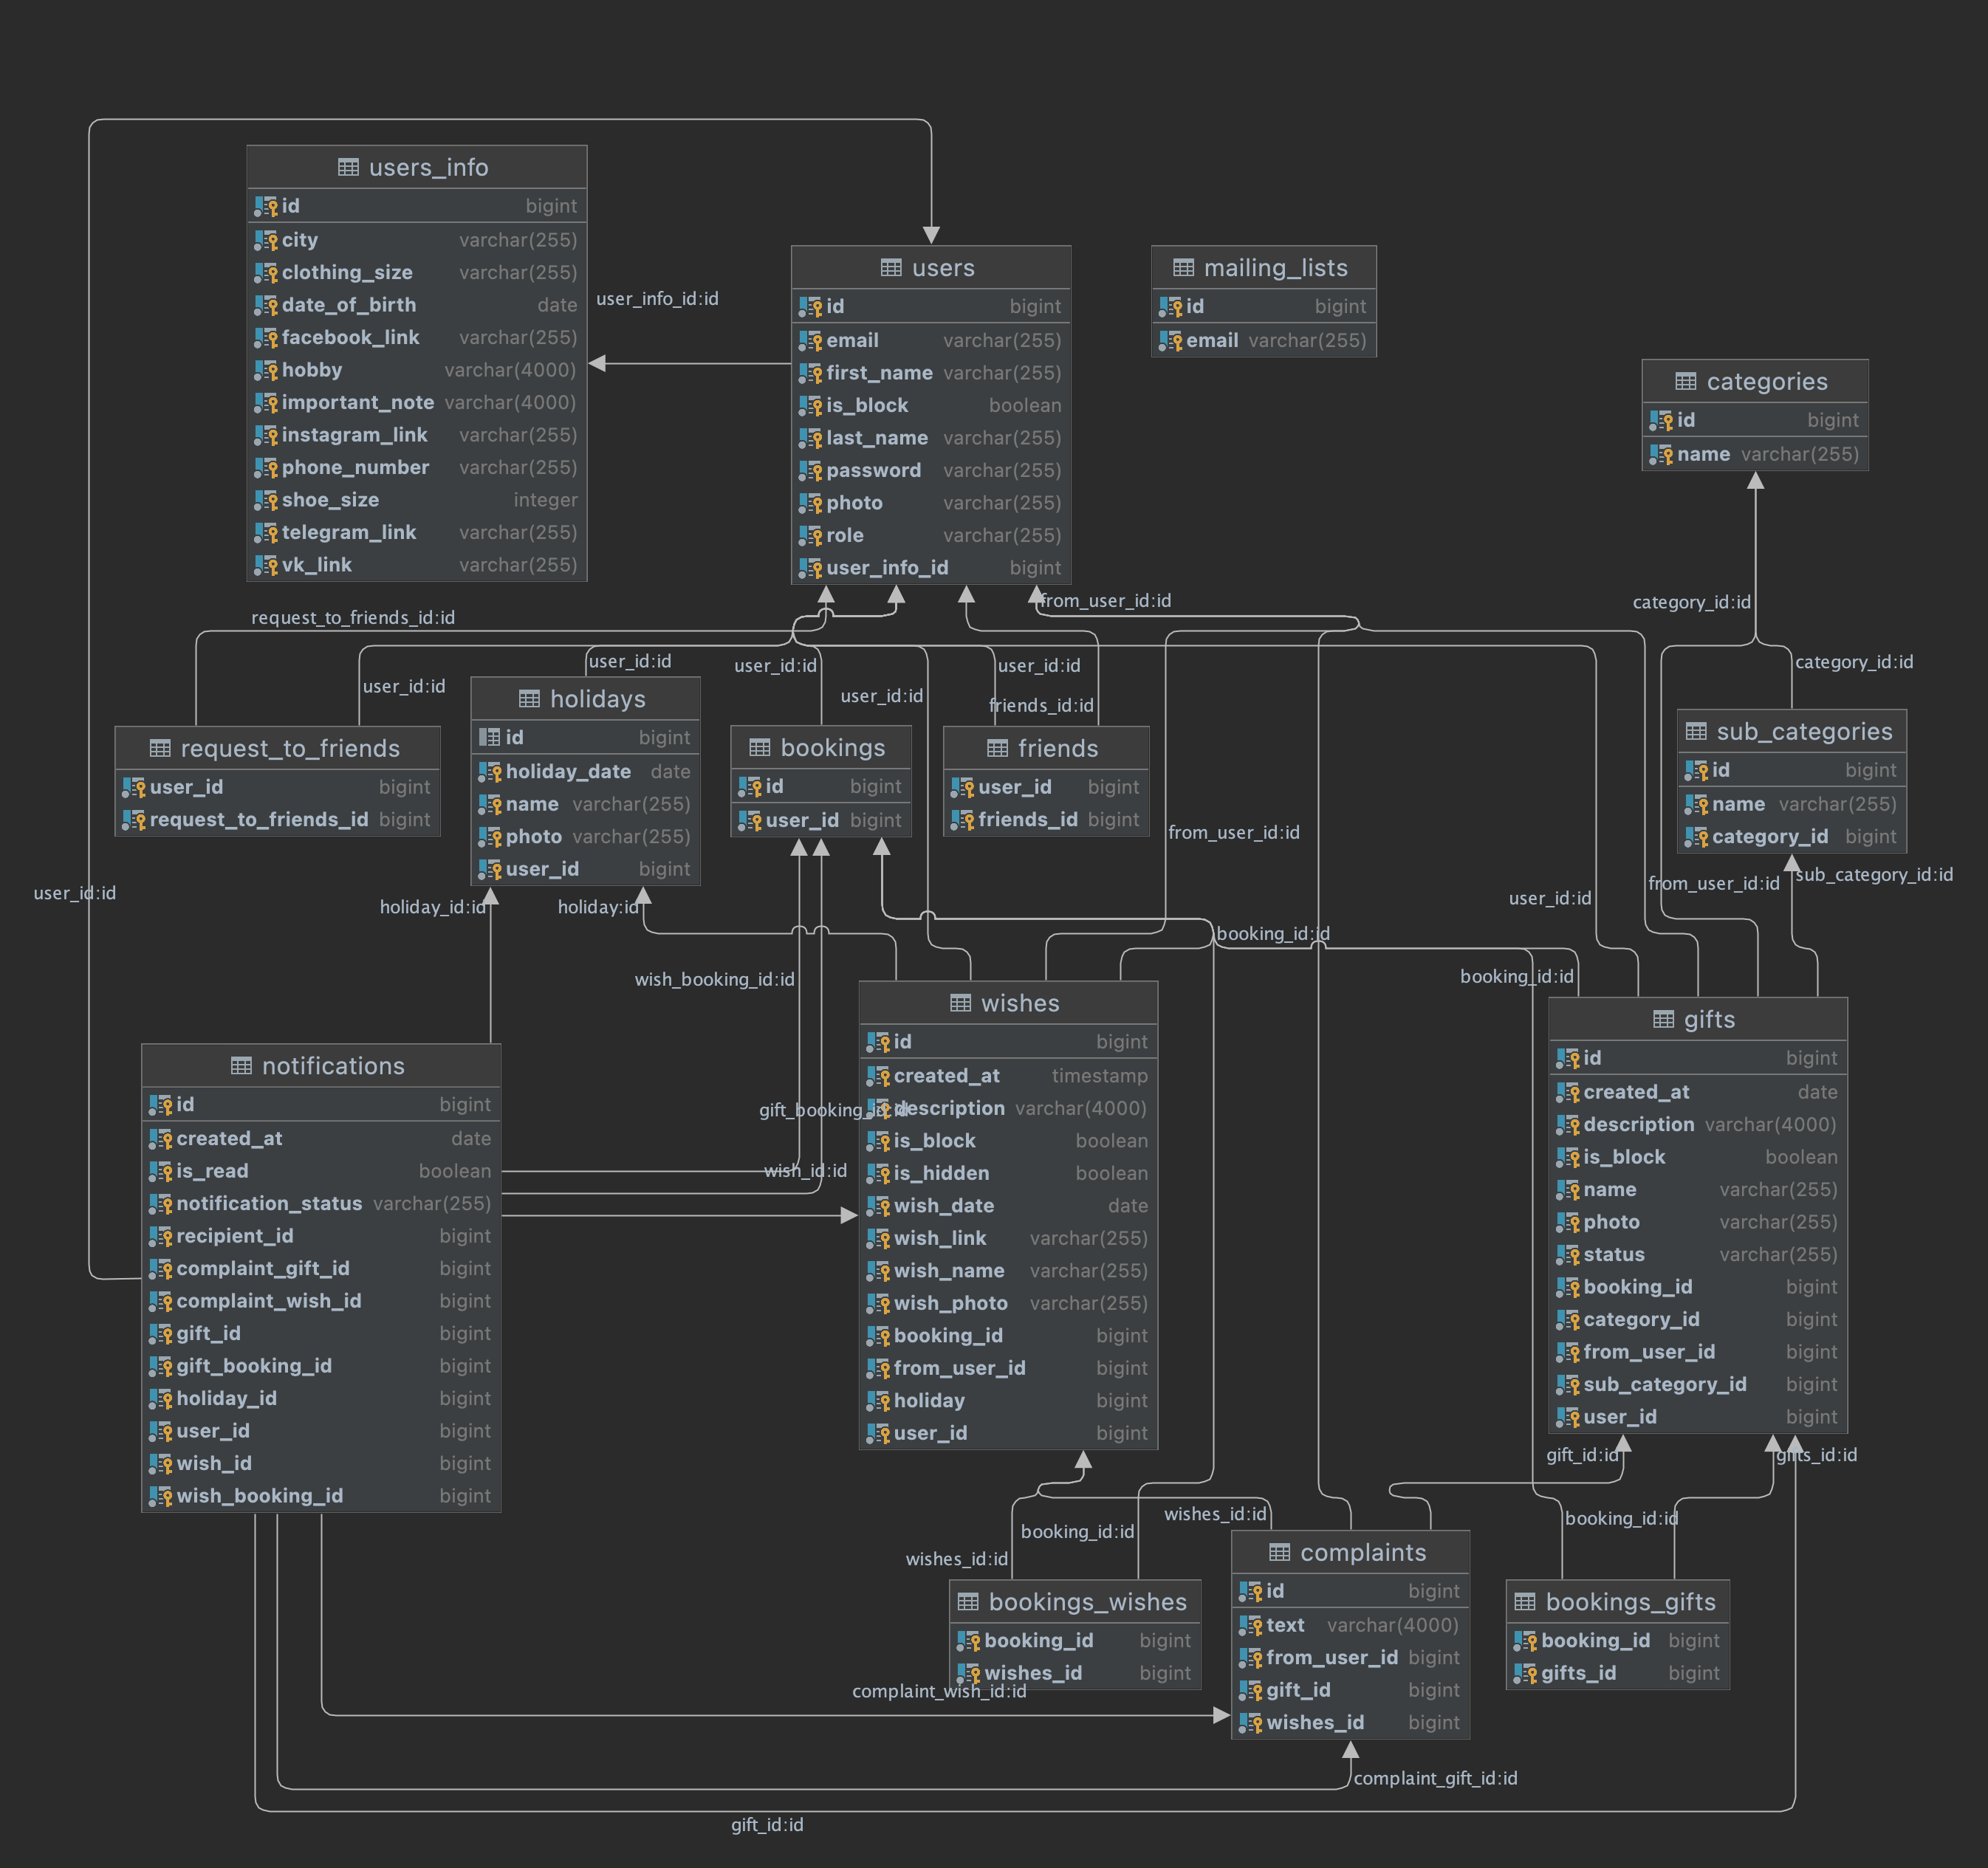 users_info
id bigint
city varchar(255)
clothing_size varchar(255)
date_of_birth date
facebook_link varchar(255)
hobby varchar(4000)
important_note varchar(4000)
instagram_link varchar(255)
phone_number varchar(255)
shoe_size integer
telegram_link varchar(255)
vk_link varchar(255)
user_info_id:id
users
id bigint
email varchar(255)
first_name varchar(255)
is_block boolean
last_name varchar(255)
password varchar(255)
photo varchar(255)
role varchar(255)
user_info_id bigint
mailing_lists
id bigint
email varchar(255)
categories
id bigint
name varchar(255)
request_to_friends_id:id
from_user_id:id
category_id:id
user_id:id
user_id:id
user_id:id
user_id:id
user_id:id
friends_id:id
category_id:id
request_to_friends
user_id bigint
request_to_friends_id bigint
holidays
id bigint
holiday_date date
name varchar(255)
photo varchar(255)
user_id bigint
bookings
id bigint
user_id bigint
friends
user_id bigint
friends_id bigint
sub_categories
id bigint
name varchar(255)
category_id bigint
from_user_id:id
user_id:id
holiday_id:id
holiday:id
user_id:id
from_user_id:id
sub_category_id:id
booking_id:id
wish_booking_id:id
booking_id:id
gift_booking_id:id
wish_id:id
notifications
id bigint
created_at date
is_read boolean
notification_status varchar(255)
recipient_id bigint
complaint_gift_id bigint
complaint_wish_id bigint
gift_id bigint
gift_booking_id bigint
holiday_id bigint
user_id bigint
wish_id bigint
wish_booking_id bigint
wishes
id bigint
created_at timestamp
description varchar(4000)
is_block boolean
is_hidden boolean
wish_date date
wish_link varchar(255)
wish_name varchar(255)
wish_photo varchar(255)
booking_id bigint
from_user_id bigint
holiday bigint
user_id bigint
gifts
id bigint
created_at date
description varchar(4000)
is_block boolean
name varchar(255)
photo varchar(255)
status varchar(255)
booking_id bigint
category_id bigint
from_user_id bigint
sub_category_id bigint
user_id bigint
gift_id:id
gifts_id:id
wishes_id:id
booking_id:id
wishes_id:id
booking_id:id
bookings_wishes
booking_id bigint
wishes_id bigint
complaints
id bigint
text varchar(4000)
from_user_id bigint
gift_id bigint
wishes_id bigint
bookings_gifts
booking_id bigint
gifts_id bigint
complaint_wish_id:id
complaint_gift_id:id
gift_id:id